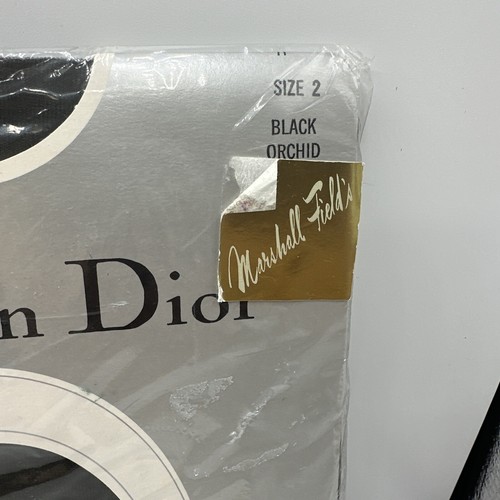 SIZE 2
BLACK
ORCHID
Marshall Field's
n Dior